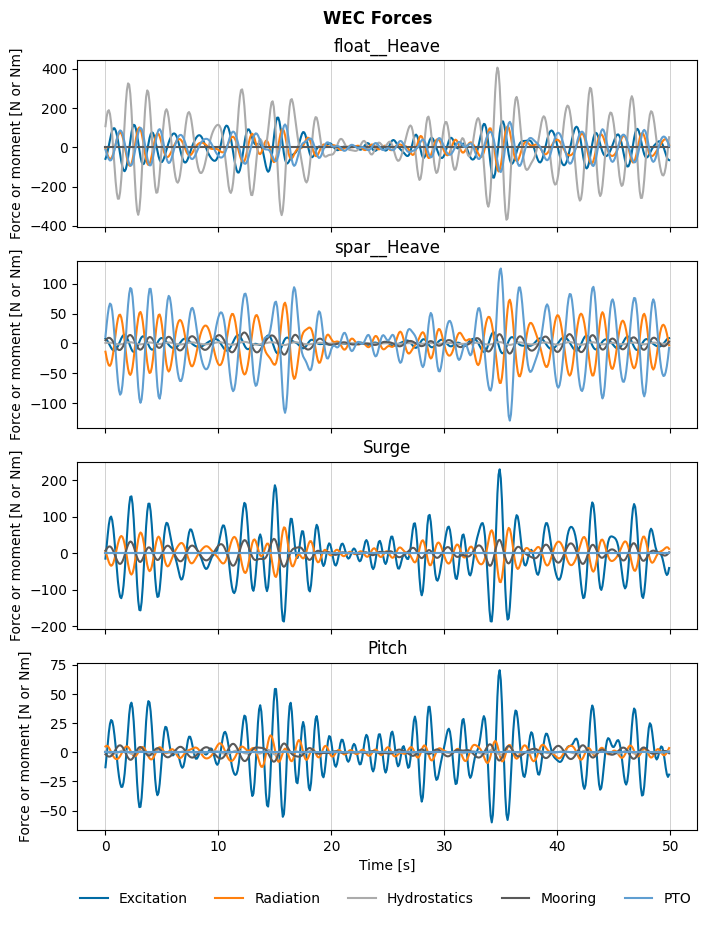 WEC Forces
float__Heave
Force or moment [N or Nm]
400
200
0
−200
−400
spar__Heave
Force or moment [N or Nm]
100
50
0
−50
−100
Surge
Force or moment [N or Nm]
200
100
0
−100
−200
Pitch
Force or moment [N or Nm]
75
50
25
0
−25
−50
0 10 20 30 40 50
Time [s]
Excitation Radiation Hydrostatics Mooring PTO